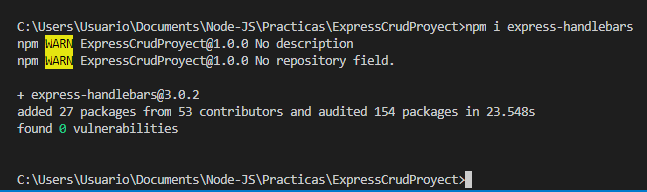 C:\Users\Usuario\Documents\Node-JS\Practicas\ExpressCrudProyect>npm i express-handlebars
npm WARN ExpressCrudProyect@1.0.0 No description
npm WARN ExpressCrudProyect@1.0.0 No repository field.
+ express-handlebars@3.0.2
added 27 packages from 53 contributors and audited 154 packages in 23.548s
found 0 vulnerabilities
C:\Users\Usuario\Documents\Node-JS\Practicas\ExpressCrudProyect>